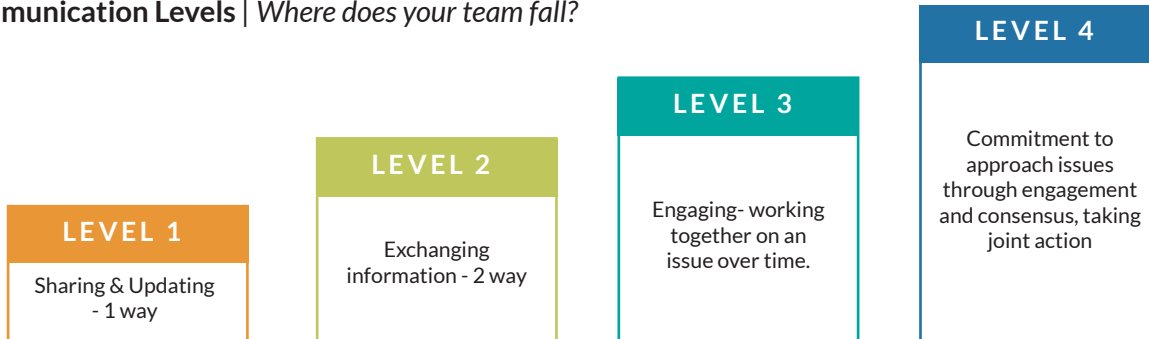 munication Levels | Where does your team fall?
LEVEL 1
Sharing & Updating
- 1 way
LEVEL 2
Exchanging
information - 2 way
LEVEL 3
Engaging- working
together on an
issue over time.
LEVEL 4
Commitment to
approach issues
through engagement
and consensus, taking
joint action